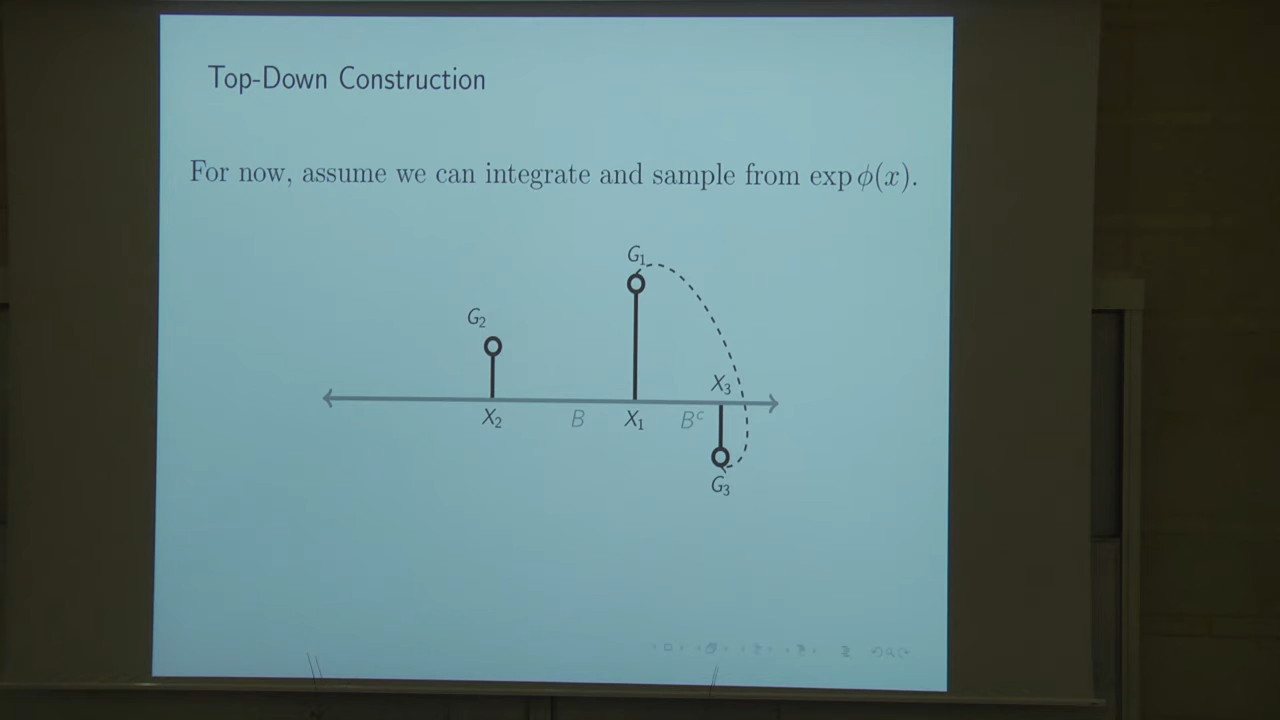 Top-Down Construction
For now, assume we can integrate and sample from exp ϕ(x).
G₁
G₂
X₃
X₂ B X₁ Bᶜ
G₃